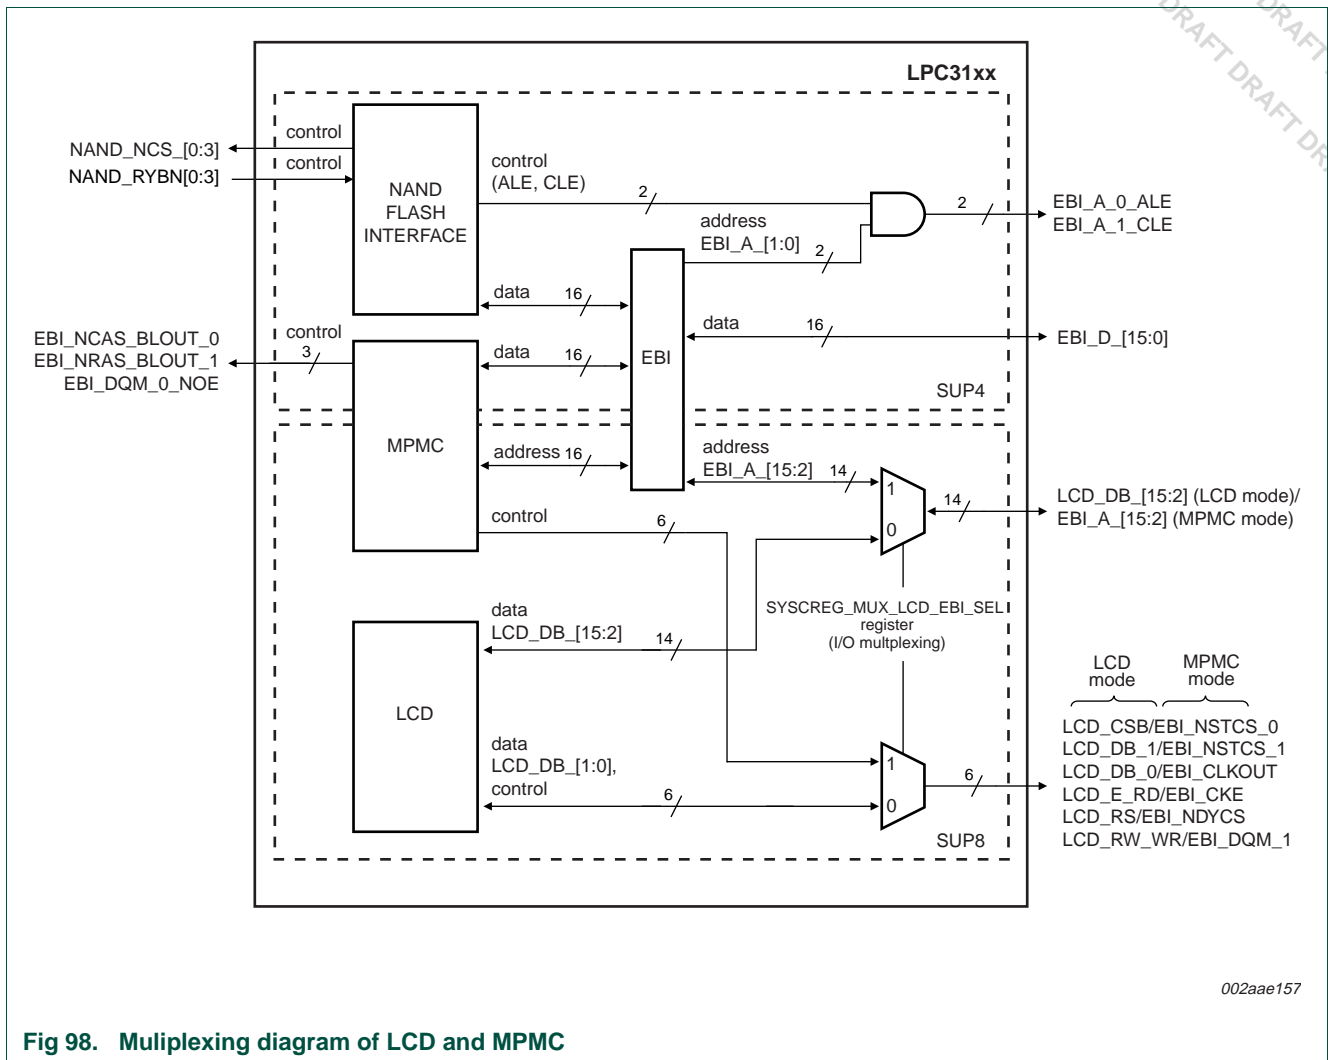 DRAFT DRAFT DR
DRAFT
LPC31xx
NAND_NCS_[0:3]
NAND_RYBN[0:3]
control
control
NAND
FLASH
INTERFACE
control
(ALE, CLE)
2
address
EBI_A_[1:0]
2
2
EBI_A_0_ALE
EBI_A_1_CLE
data
16
EBI_NCAS_BLOUT_0
EBI_NRAS_BLOUT_1
EBI_DQM_0_NOE
control
3
data
16
EBI
data
16
EBI_D_[15:0]
SUP4
MPMC
address
16
address
EBI_A_[15:2]
14
1
0
14
LCD_DB_[15:2] (LCD mode)/
EBI_A_[15:2] (MPMC mode)
control
6
SYSCREG_MUX_LCD_EBI_SEL
register
(I/O multplexing)
data
LCD_DB_[15:2]
14
LCD
data
LCD_DB_[1:0],
control
6
1
0
6
LCD
mode
MPMC
mode
LCD_CSB/EBI_NSTCS_0
LCD_DB_1/EBI_NSTCS_1
LCD_DB_0/EBI_CLKOUT
LCD_E_RD/EBI_CKE
LCD_RS/EBI_NDYCS
LCD_RW_WR/EBI_DQM_1
SUP8
002aae157
Fig 98. Muliplexing diagram of LCD and MPMC